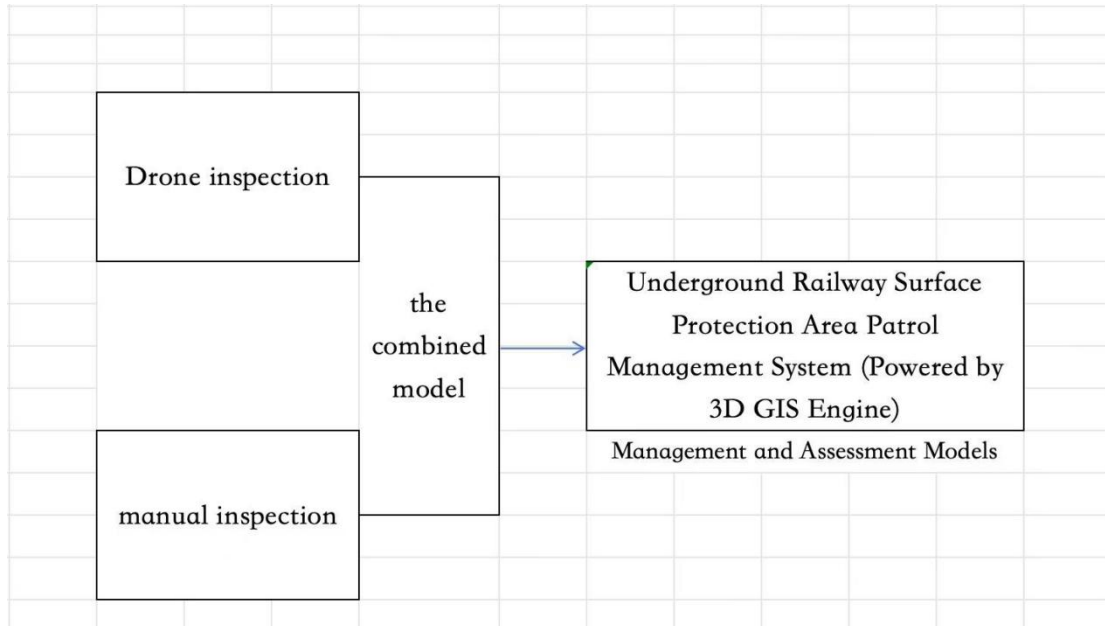 Drone inspection
the
combined
model
manual inspection
Underground Railway Surface
Protection Area Patrol
Management System (Powered by
3D GIS Engine)
Management and Assessment Models